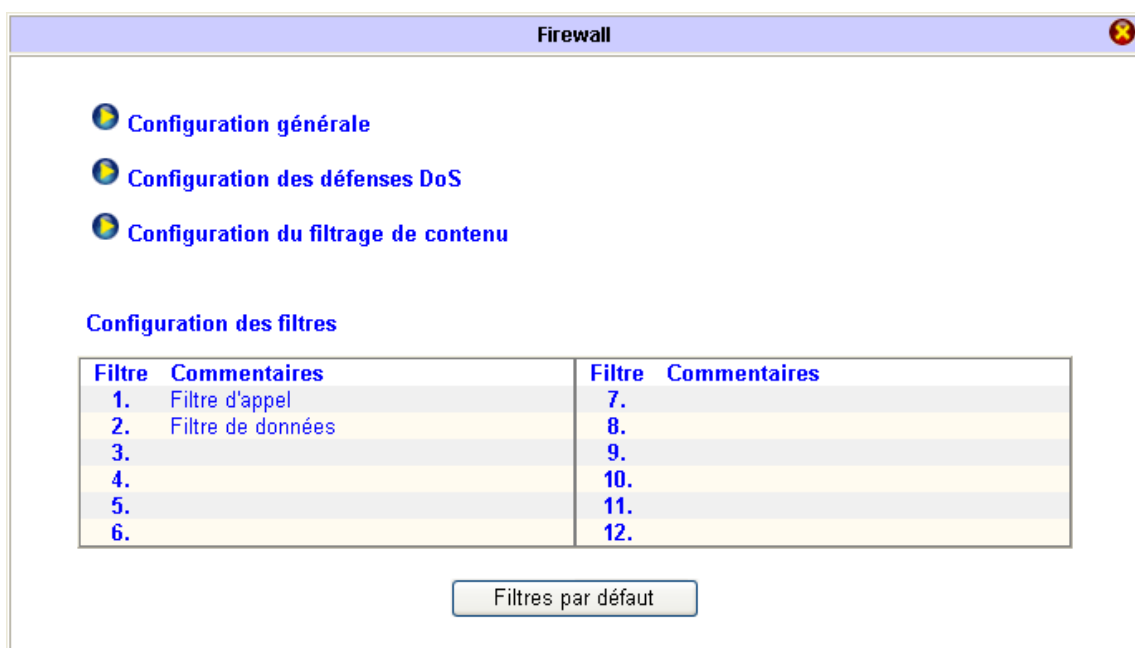 Firewall
Configuration générale
Configuration des défenses DoS
Configuration du filtrage de contenu
Configuration des filtres
Filtre Commentaires Filtre Commentaires
1. Filtre d'appel 7.
2. Filtre de données 8.
3. 9.
4. 10.
5. 11.
6. 12.
Filtres par défaut